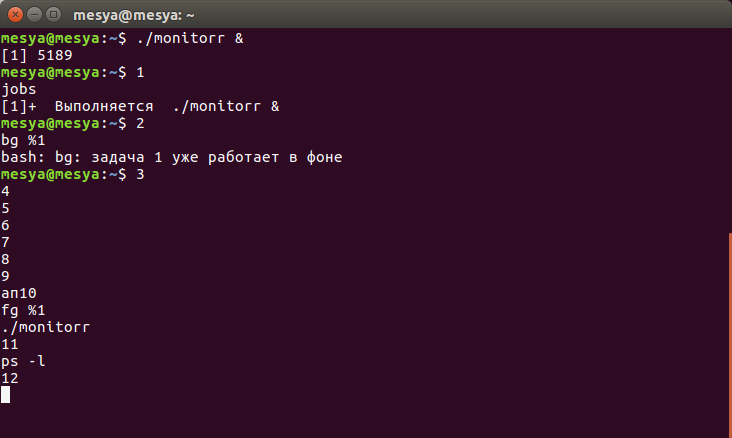 mesya@mesya: ~
mesya@mesya:~$ ./monitorr &
[1] 5189
mesya@mesya:~$ 1
jobs
[1]+  Выполняется  ./monitorr &
mesya@mesya:~$ 2
bg %1
bash: bg: задача 1 уже работает в фоне
mesya@mesya:~$ 3
4
5
6
7
8
9
ап10
fg %1
./monitorr
11
ps -l
12